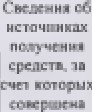 Сведения об
источниках
получения
средств, за
счет которых
совершена